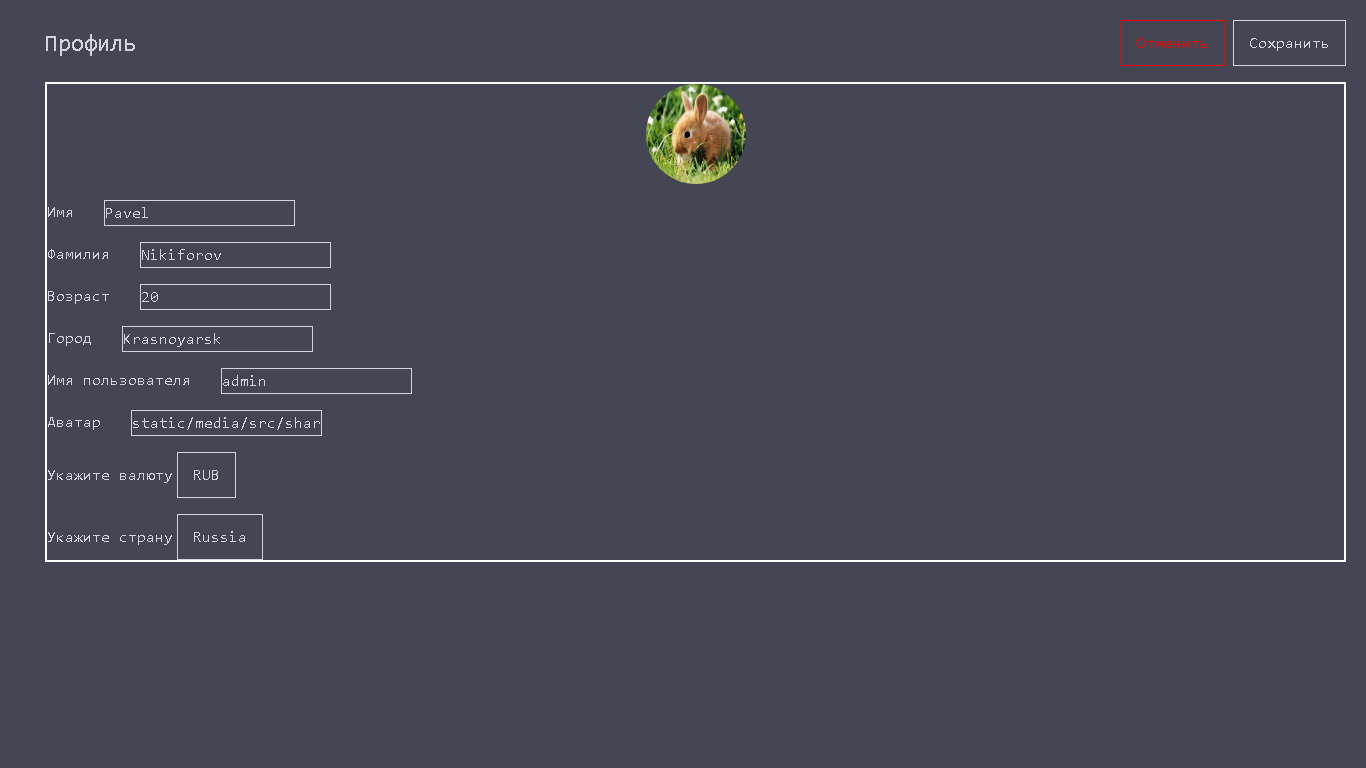 Профиль
Сохранить
Имя Pavel
Фамилия Nikiforov
Возраст 20
Город Krasnoyarsk
Имя пользователя admin
Аватар static/media/src/shar
Укажите валюту RUB
Укажите страну Russia